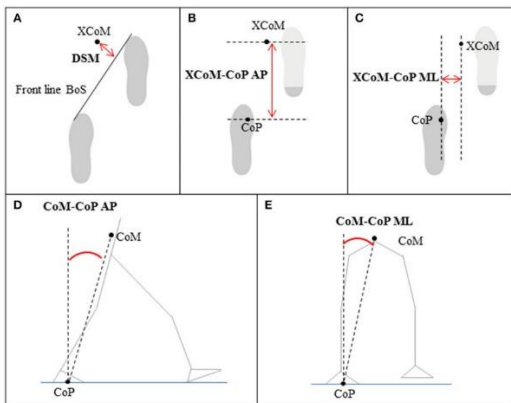 A
XCoM
DSM
Front line BoS
B
XCoM
XCoM-CoP AP
CoP
C
XCoM
XCoM-CoP ML
CoP
D
CoM-CoP AP
CoM
CoP
E
CoM-CoP ML
CoM
CoP